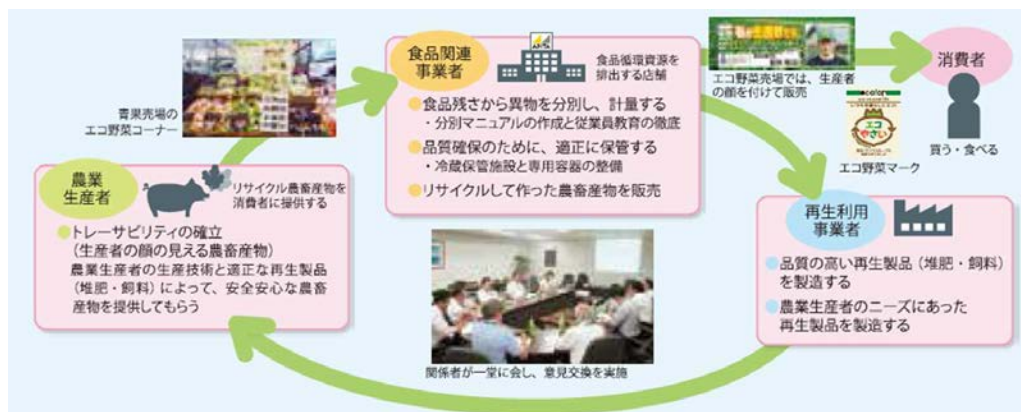 青果売場の
エコ野菜コーナー
食品関連
事業者
食品循環資源を
排出する店舗
●食品残さから異物を分別し、計量する
・分別マニュアルの作成と従業員教育の徹底
●品質確保のために、適正に保管する
・冷蔵保管施設と専用容器の整備
●リサイクルして作った農畜産物を販売
エコ野菜売場では、生産者
の顔を付けて販売
消費者
買う・食べる
エコ
やさい
エコ野菜マーク
農業
生産者
リサイクル農畜産物を
消費者に提供する
●トレーサビリティの確立
(生産者の顔の見える農畜産物)
農業生産者の生産技術と適正な再生製品
(堆肥・飼料)によって、安全安心な農畜
産物を提供してもらう
再生利用
事業者
●品質の高い再生製品(堆肥・飼料)
を製造する
●農業生産者のニーズにあった
再生製品を製造する
関係者が一堂に会し、意見交換を実施